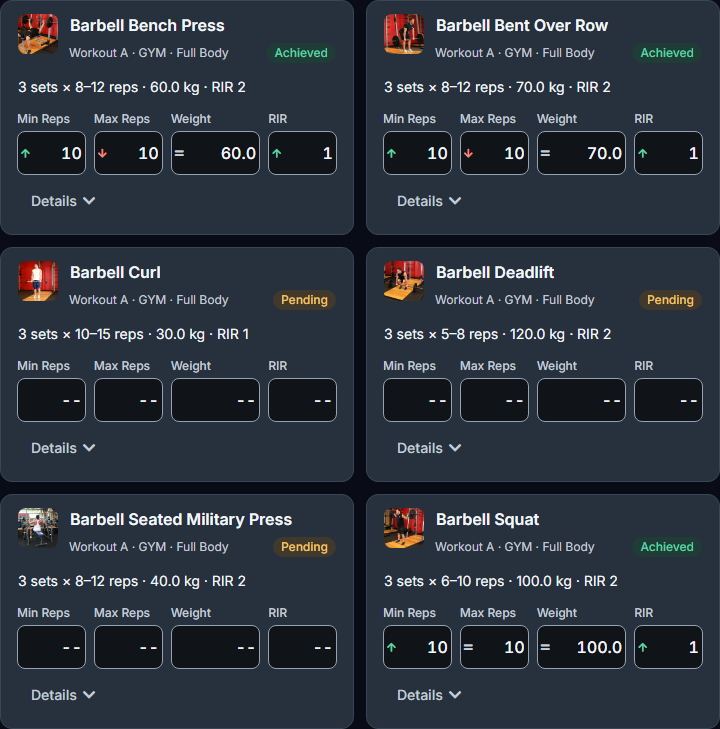 Barbell Bench Press
Workout A · GYM · Full Body
Achieved
3 sets × 8–12 reps · 60.0 kg · RIR 2
Min Reps Max Reps Weight RIR
↑ 10 ↓ 10 = 60.0 ↑ 1
Details
Barbell Bent Over Row
Workout A · GYM · Full Body
Achieved
3 sets × 8–12 reps · 70.0 kg · RIR 2
Min Reps Max Reps Weight RIR
↑ 10 ↓ 10 = 70.0 ↑ 1
Details
Barbell Curl
Workout A · GYM · Full Body
Pending
3 sets × 10–15 reps · 30.0 kg · RIR 1
Min Reps Max Reps Weight RIR
-- -- -- --
Details
Barbell Deadlift
Workout A · GYM · Full Body
Pending
3 sets × 5–8 reps · 120.0 kg · RIR 2
Min Reps Max Reps Weight RIR
-- -- -- --
Details
Barbell Seated Military Press
Workout A · GYM · Full Body
Pending
3 sets × 8–12 reps · 40.0 kg · RIR 2
Min Reps Max Reps Weight RIR
-- -- -- --
Details
Barbell Squat
Workout A · GYM · Full Body
Achieved
3 sets × 6–10 reps · 100.0 kg · RIR 2
Min Reps Max Reps Weight RIR
↑ 10 = 10 = 100.0 ↑ 1
Details